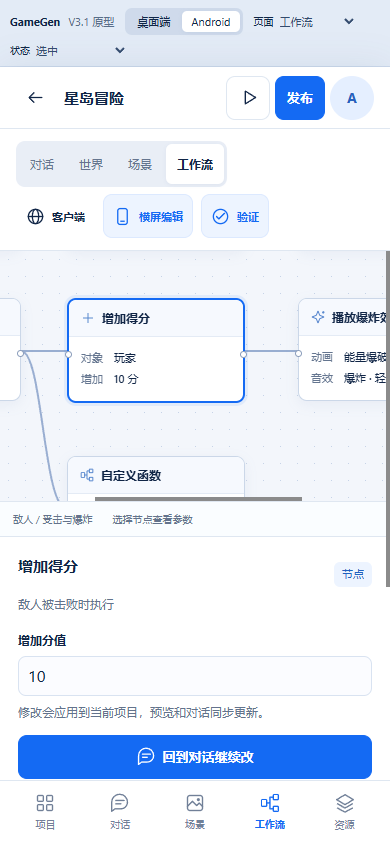 GameGen V3.1 原型 桌面端 Android 页面 工作流
状态 选中
星岛冒险 发布 A
对话 世界 场景 工作流
客户端 横屏编辑 验证
增加得分
对象 玩家
增加 10 分
播放爆炸效
动画 能量爆破
音效 爆炸 · 轻
自定义函数
敌人 / 受击与爆炸 选择节点查看参数
增加得分
节点
敌人被击败时执行
增加分值
10
修改会应用到当前项目，预览和对话同步更新。
回到对话继续改
项目 对话 场景 工作流 资源